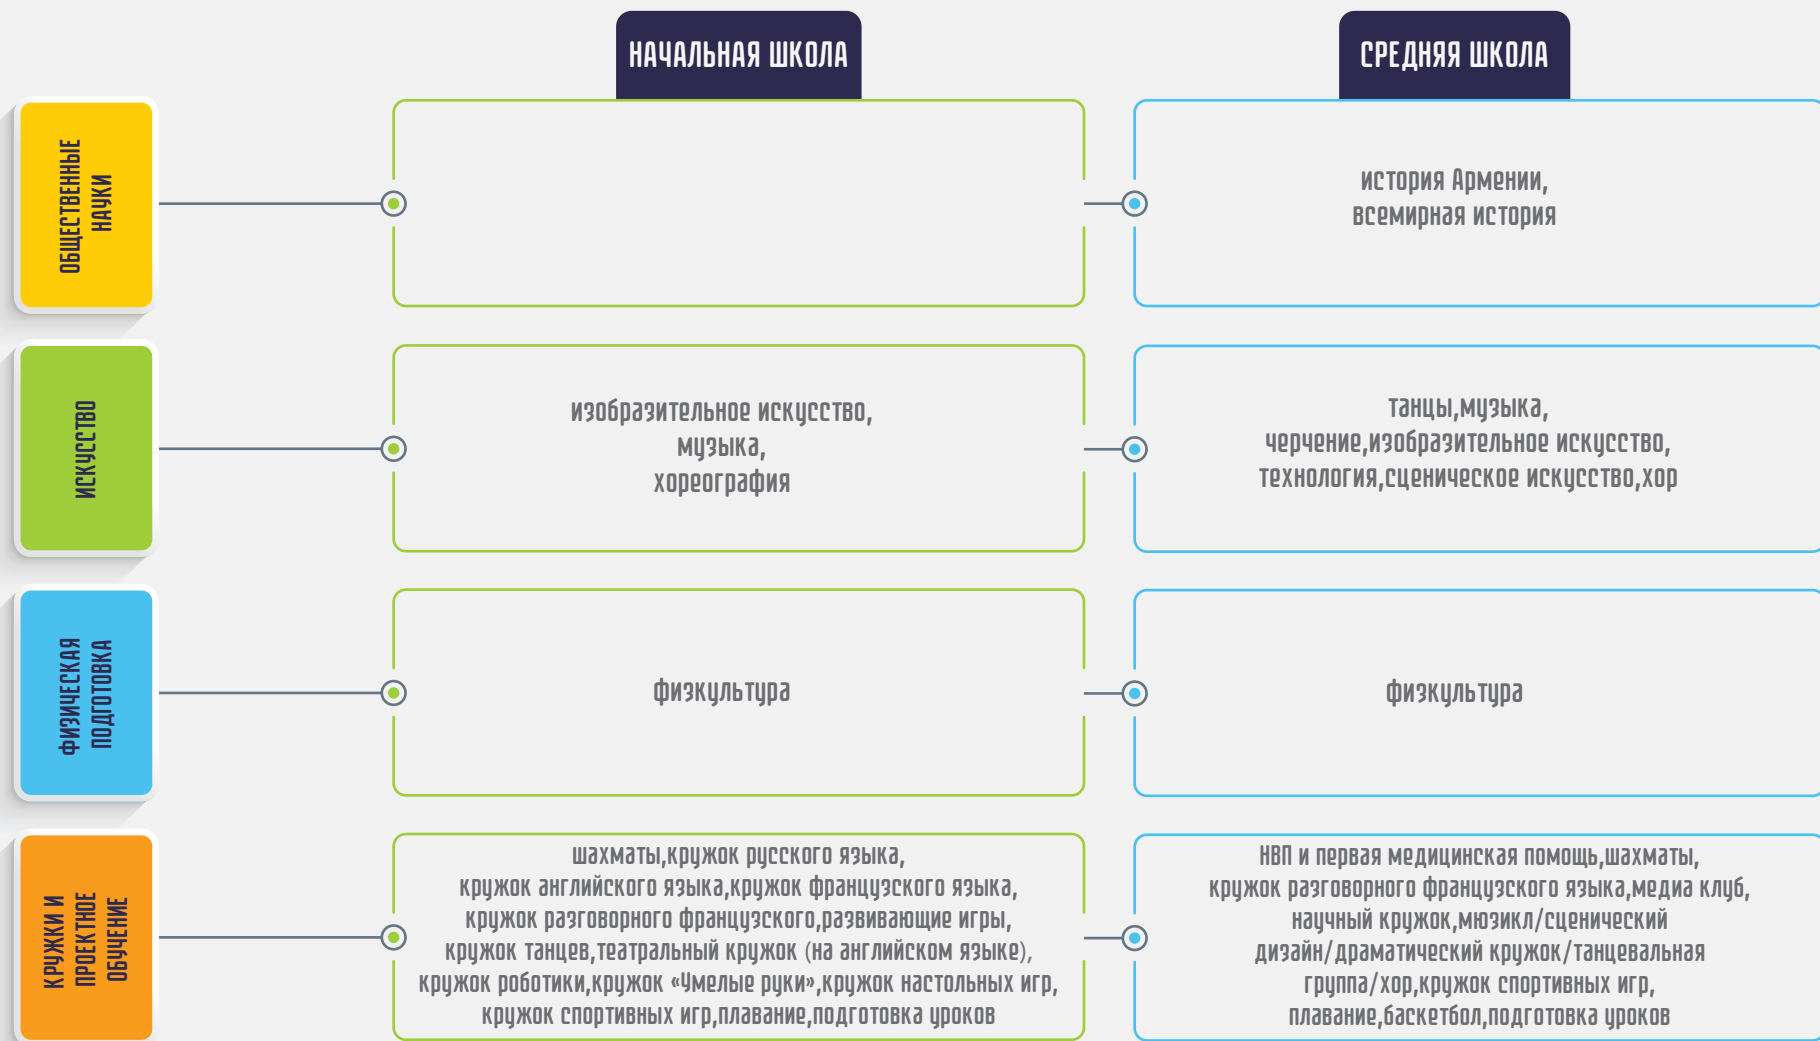 НАЧАЛЬНАЯ ШКОЛА
СРЕДНЯЯ ШКОЛА
ОБЩЕСТВЕННЫЕ
НАУКИ
история Армении,
всемирная история
ИСКУССТВО
изобразительное искусство,
музыка,
хореография
танцы,музыка,
черчение,изобразительное искусство,
технология,сценическое искусство,хор
ФИЗИЧЕСКАЯ
ПОДГОТОВКА
физкультура
физкультура
КРУЖКИ И
ПРОЕКТНОЕ
ОБУЧЕНИЕ
шахматы,кружок русского языка,
кружок английского языка,кружок французского языка,
кружок разговорного французского,развивающие игры,
кружок танцев,театральный кружок (на английском языке),
кружок роботики,кружок «Умелые руки»,кружок настольных игр,
кружок спортивных игр,плавание,подготовка уроков
НВП и первая медицинская помощь,шахматы,
кружок разговорного французского языка,медиа клуб,
научный кружок,мюзикл/сценический
дизайн/драматический кружок/танцевальная
группа/хор,кружок спортивных игр,
плавание,баскетбол,подготовка уроков